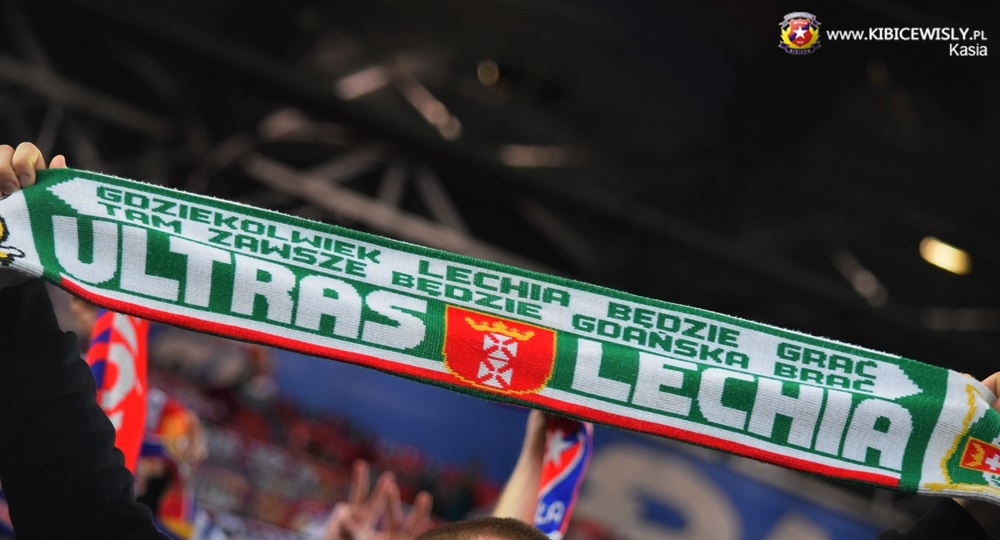 www.KIBICEWISLY.PL
Kasia
GDZIEKOLWIEK LECHIA BĘDZIE GRAĆ
TAM ZAWSZE BĘDZIE GDAŃSKA BRAĆ
ULTRAS LECHIA